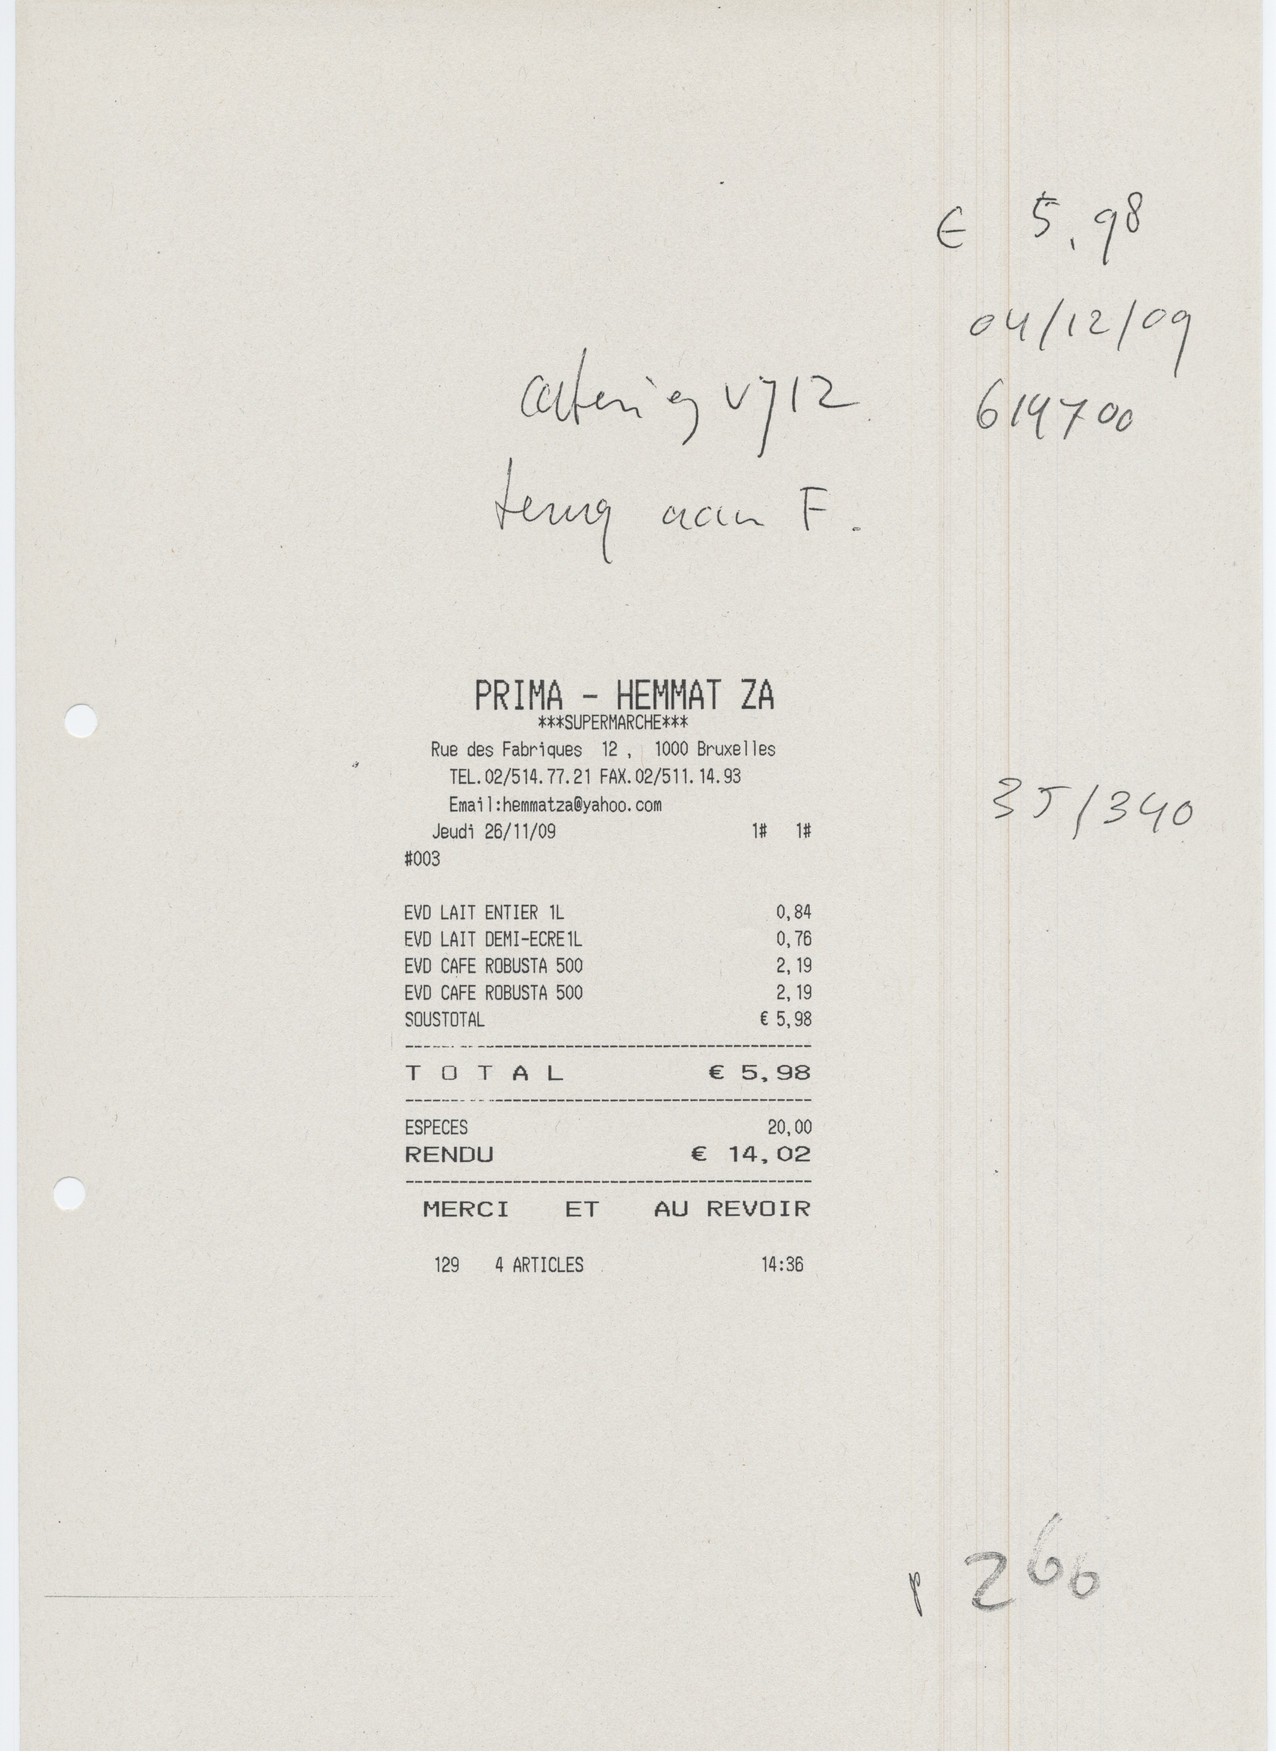 € 5,98
04/12/09
catering VJ12
614700
terug aan F.
PRIMA - HEMMAT ZA
***SUPERMARCHE***
Rue des Fabriques 12 , 1000 Bruxelles
TEL.02/514.77.21 FAX.02/511.14.93
Email:hemmatza@yahoo.com
Jeudi 26/11/09 1# 1#
35/340
#003
EVD LAIT ENTIER 1L 0,84
EVD LAIT DEMI-ECRE1L 0,76
EVD CAFE ROBUSTA 500 2,19
EVD CAFE ROBUSTA 500 2,19
SOUSTOTAL € 5,98
TOTAL € 5,98
ESPECES 20,00
RENDU € 14,02
MERCI ET AU REVOIR
129 4 ARTICLES 14:36
P 266